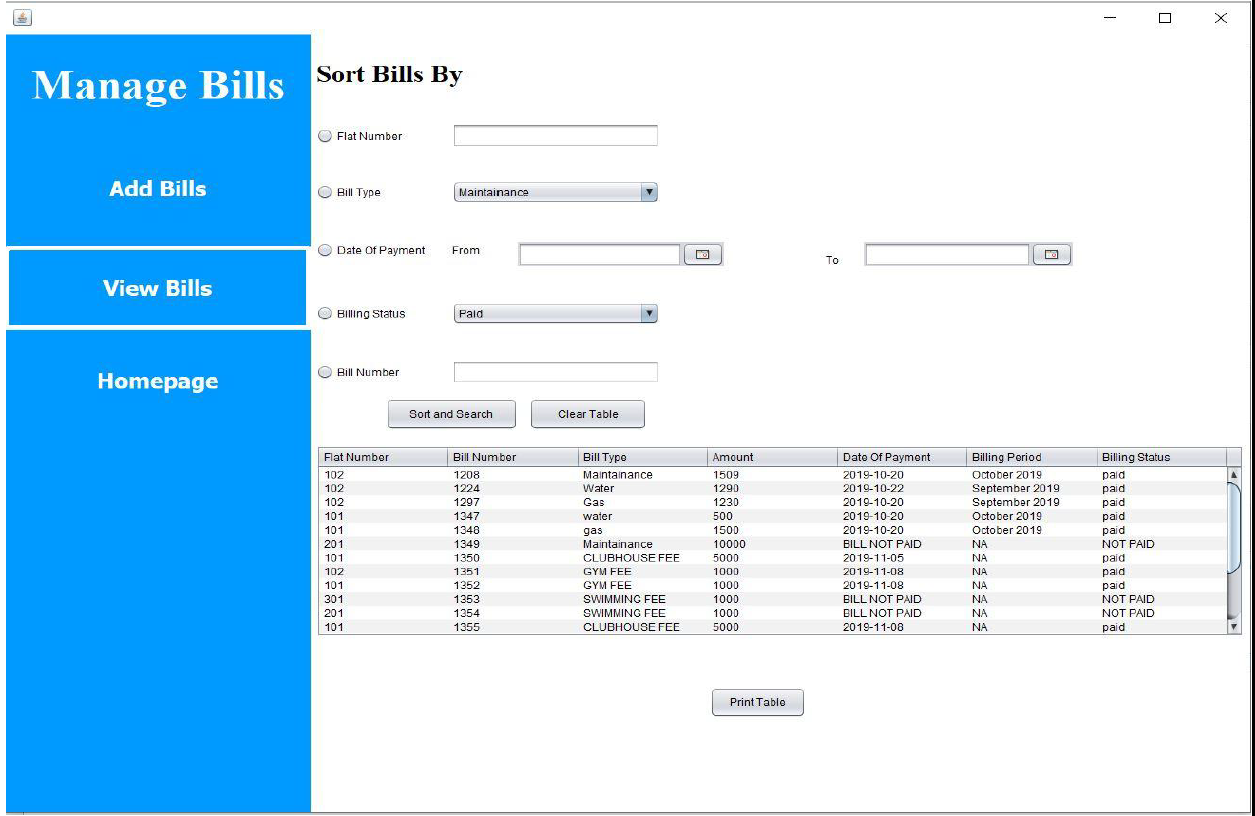 Manage Bills
Add Bills
View Bills
Homepage
Sort Bills By
Flat Number
Bill Type Maintainance
Date Of Payment From To
Billing Status Paid
Bill Number
Sort and Search Clear Table
Flat Number Bill Number Bill Type Amount Date Of Payment Billing Period Billing Status
102 1208 Maintainance 1509 2019-10-20 October 2019 paid
102 1224 Water 1290 2019-10-22 September 2019 paid
102 1297 Gas 1230 2019-10-20 September 2019 paid
101 1347 water 500 2019-10-20 October 2019 paid
101 1348 gas 1500 2019-10-20 October 2019 paid
201 1349 Maintainance 10000 BILL NOT PAID NA NOT PAID
101 1350 CLUBHOUSE FEE 5000 2019-11-05 NA paid
102 1351 GYM FEE 1000 2019-11-08 NA paid
101 1352 GYM FEE 1000 2019-11-08 NA paid
301 1353 SWIMMING FEE 1000 BILL NOT PAID NA NOT PAID
201 1354 SWIMMING FEE 1000 BILL NOT PAID NA NOT PAID
101 1355 CLUBHOUSE FEE 5000 2019-11-08 NA paid
Print Table